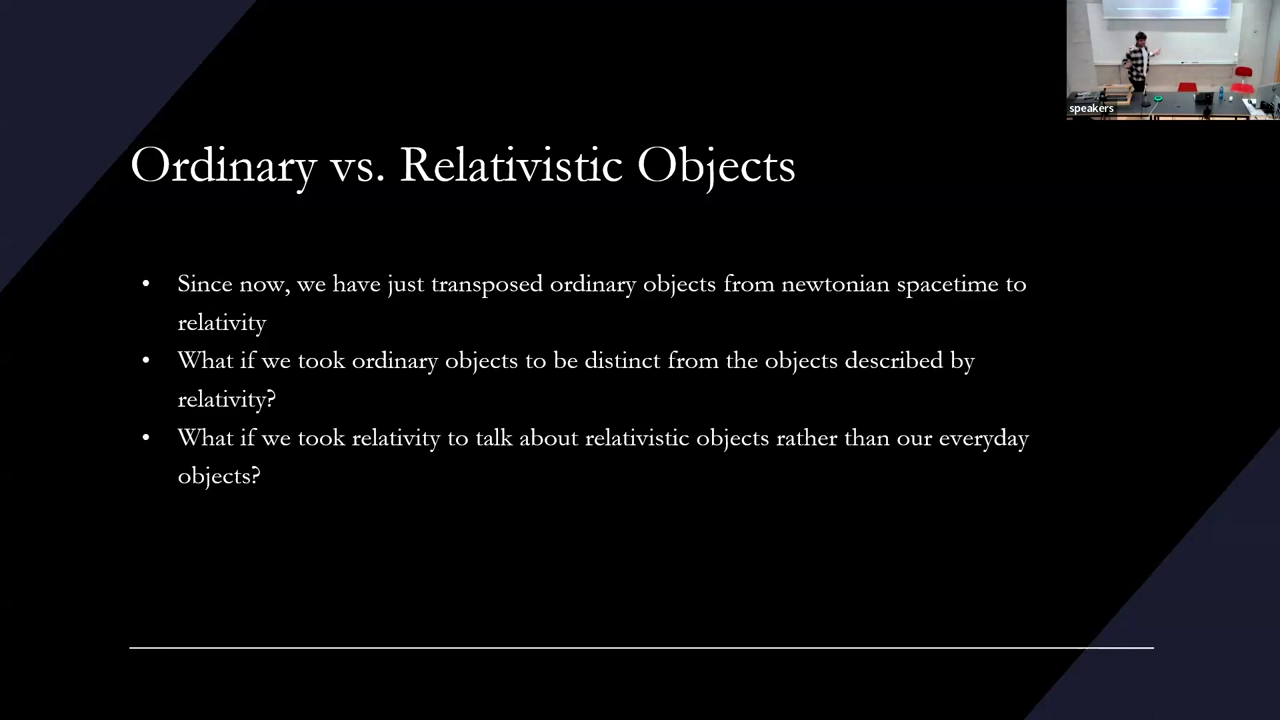 speakers
Ordinary vs. Relativistic Objects
• Since now, we have just transposed ordinary objects from newtonian spacetime to
relativity
• What if we took ordinary objects to be distinct from the objects described by
relativity?
• What if we took relativity to talk about relativistic objects rather than our everyday
objects?